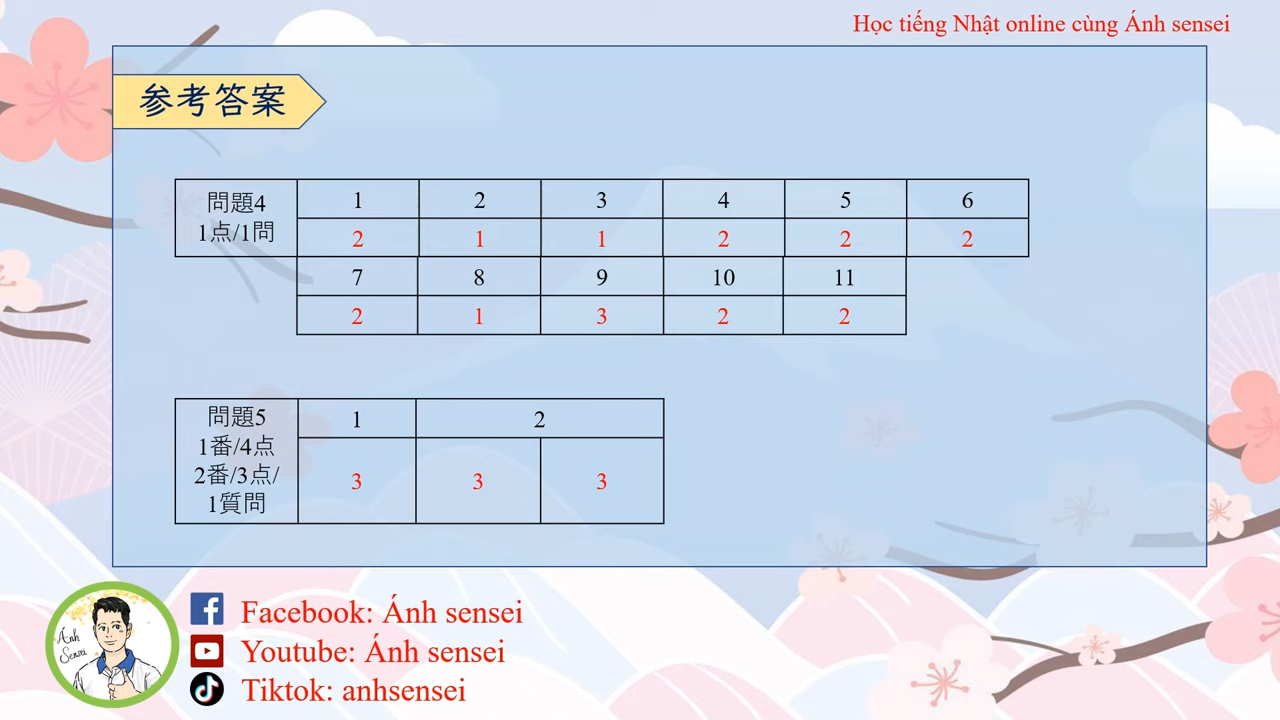 Học tiếng Nhật online cùng Ánh sensei
参考答案
問題4
1点/1問
1 2 3 4 5 6
2 1 1 2 2 2
7 8 9 10 11
2 1 3 2 2
問題5
1番/4点
2番/3点/
1質問
1 2
3 3 3
Ánh
Sensei
Facebook: Ánh sensei
Youtube: Ánh sensei
Tiktok: anhsensei